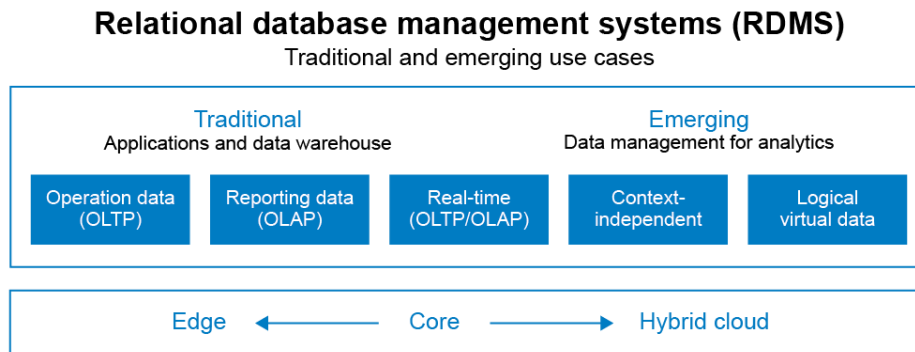 Relational database management systems (RDMS)
Traditional and emerging use cases
Traditional
Applications and data warehouse
Emerging
Data management for analytics
Operation data
(OLTP)
Reporting data
(OLAP)
Real-time
(OLTP/OLAP)
Context-
independent
Logical
virtual data
Edge
Core
Hybrid cloud